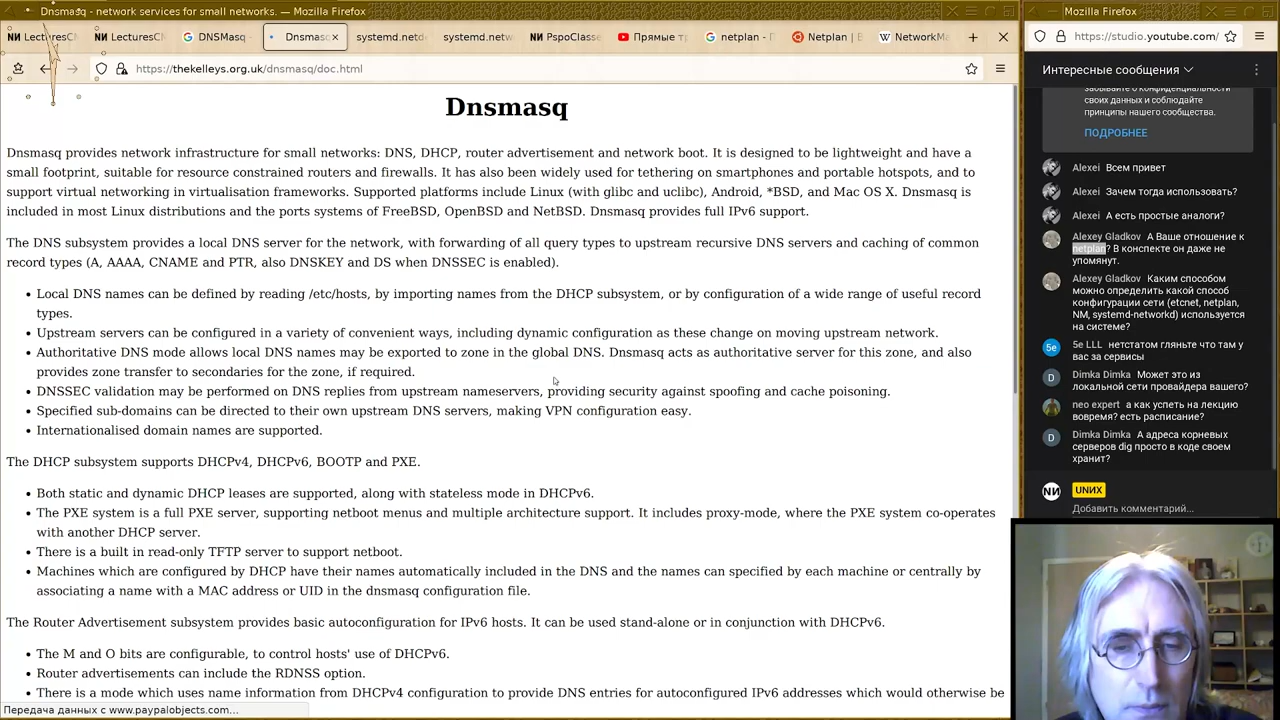 Dnsmasq - network services for small networks. — Mozilla Firefox
Mozilla Firefox
LecturesCM
LecturesCM
DNSMasq -
Dnsmasq
systemd.netd
systemd.netw
PspoClasse
Прямые т
netplan - П
Netplan | B
NetworkMa
https://thekelleys.org.uk/dnsmasq/doc.html
https://studio.youtube.com/
Dnsmasq
Dnsmasq provides network infrastructure for small networks: DNS, DHCP, router advertisement and network boot. It is designed to be lightweight and have a
small footprint, suitable for resource constrained routers and firewalls. It has also been widely used for tethering on smartphones and portable hotspots, and to
support virtual networking in virtualisation frameworks. Supported platforms include Linux (with glibc and uclibc), Android, *BSD, and Mac OS X. Dnsmasq is
included in most Linux distributions and the ports systems of FreeBSD, OpenBSD and NetBSD. Dnsmasq provides full IPv6 support.
The DNS subsystem provides a local DNS server for the network, with forwarding of all query types to upstream recursive DNS servers and caching of common
record types (A, AAAA, CNAME and PTR, also DNSKEY and DS when DNSSEC is enabled).
Local DNS names can be defined by reading /etc/hosts, by importing names from the DHCP subsystem, or by configuration of a wide range of useful record
types.
Upstream servers can be configured in a variety of convenient ways, including dynamic configuration as these change on moving upstream network.
Authoritative DNS mode allows local DNS names may be exported to zone in the global DNS. Dnsmasq acts as authoritative server for this zone, and also
provides zone transfer to secondaries for the zone, if required.
DNSSEC validation may be performed on DNS replies from upstream nameservers, providing security against spoofing and cache poisoning.
Specified sub-domains can be directed to their own upstream DNS servers, making VPN configuration easy.
Internationalised domain names are supported.
The DHCP subsystem supports DHCPv4, DHCPv6, BOOTP and PXE.
Both static and dynamic DHCP leases are supported, along with stateless mode in DHCPv6.
The PXE system is a full PXE server, supporting netboot menus and multiple architecture support. It includes proxy-mode, where the PXE system co-operates
with another DHCP server.
There is a built in read-only TFTP server to support netboot.
Machines which are configured by DHCP have their names automatically included in the DNS and the names can specified by each machine or centrally by
associating a name with a MAC address or UID in the dnsmasq configuration file.
The Router Advertisement subsystem provides basic autoconfiguration for IPv6 hosts. It can be used stand-alone or in conjunction with DHCPv6.
The M and O bits are configurable, to control hosts' use of DHCPv6.
Router advertisements can include the RDNSS option.
There is a mode which uses name information from DHCPv4 configuration to provide DNS entries for autoconfigured IPv6 addresses which would otherwise be
Передача данных с www.paypalobjects.com...
Интересные сообщения
забывайте о конфиденциальности
своих данных и соблюдайте
принципы нашего сообщества.
ПОДРОБНЕЕ
Alexei Всем привет
Alexei Зачем тогда использовать?
Alexei А есть простые аналоги?
Alexey Gladkov А Ваше отношение к
netplan? В конспекте он даже не
упомянут.
Alexey Gladkov Каким способом
можно определить какой способ
конфигурации сети (etcnet, netplan,
NM, systemd-networkd) используется
на системе?
5e 5e LLL нетстатом гляньте что там у
вас за сервисы
D Dimka Dimka Может это из
локальной сети провайдера вашего?
neo expert а как успеть на лекцию
вовремя? есть расписание?
D Dimka Dimka А адреса корневых
серверов dig просто в коде своем
хранит?
UNИX
Добавить комментарий...